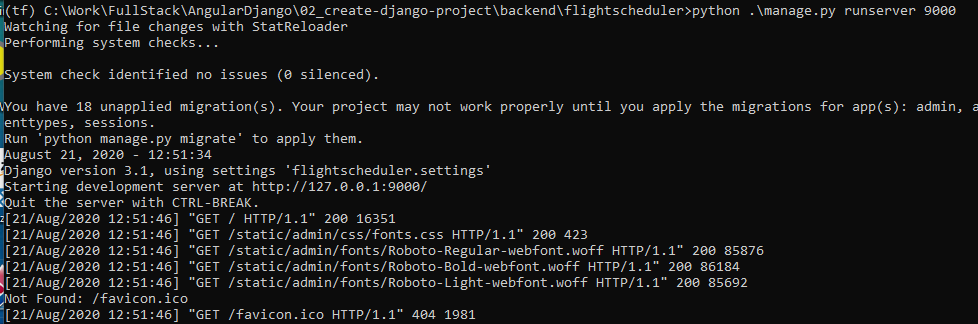 (tf) C:\Work\FullStack\AngularDjango\02_create-django-project\backend\flightscheduler>python .\manage.py runserver 9000
Watching for file changes with StatReloader
Performing system checks...
System check identified no issues (0 silenced).
You have 18 unapplied migration(s). Your project may not work properly until you apply the migrations for app(s): admin, a
enttypes, sessions.
Run 'python manage.py migrate' to apply them.
August 21, 2020 - 12:51:34
Django version 3.1, using settings 'flightscheduler.settings'
Starting development server at http://127.0.0.1:9000/
Quit the server with CTRL-BREAK.
[21/Aug/2020 12:51:46] "GET / HTTP/1.1" 200 16351
[21/Aug/2020 12:51:46] "GET /static/admin/css/fonts.css HTTP/1.1" 200 423
[21/Aug/2020 12:51:46] "GET /static/admin/fonts/Roboto-Regular-webfont.woff HTTP/1.1" 200 85876
[21/Aug/2020 12:51:46] "GET /static/admin/fonts/Roboto-Bold-webfont.woff HTTP/1.1" 200 86184
[21/Aug/2020 12:51:46] "GET /static/admin/fonts/Roboto-Light-webfont.woff HTTP/1.1" 200 85692
Not Found: /favicon.ico
[21/Aug/2020 12:51:46] "GET /favicon.ico HTTP/1.1" 404 1981